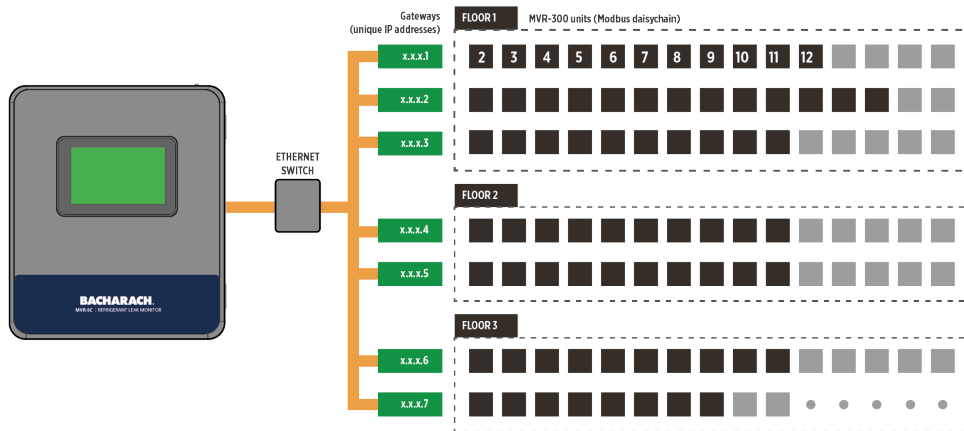 Gateways
(unique IP addresses)
FLOOR 1
MVR-300 units (Modbus daisychain)
x.x.x.1
2 3 4 5 6 7 8 9 10 11 12
x.x.x.2
x.x.x.3
ETHERNET
SWITCH
FLOOR 2
x.x.x.4
x.x.x.5
BACHARACH.
MVR-SC | REFRIGERANT LEAK MONITOR
FLOOR 3
x.x.x.6
x.x.x.7